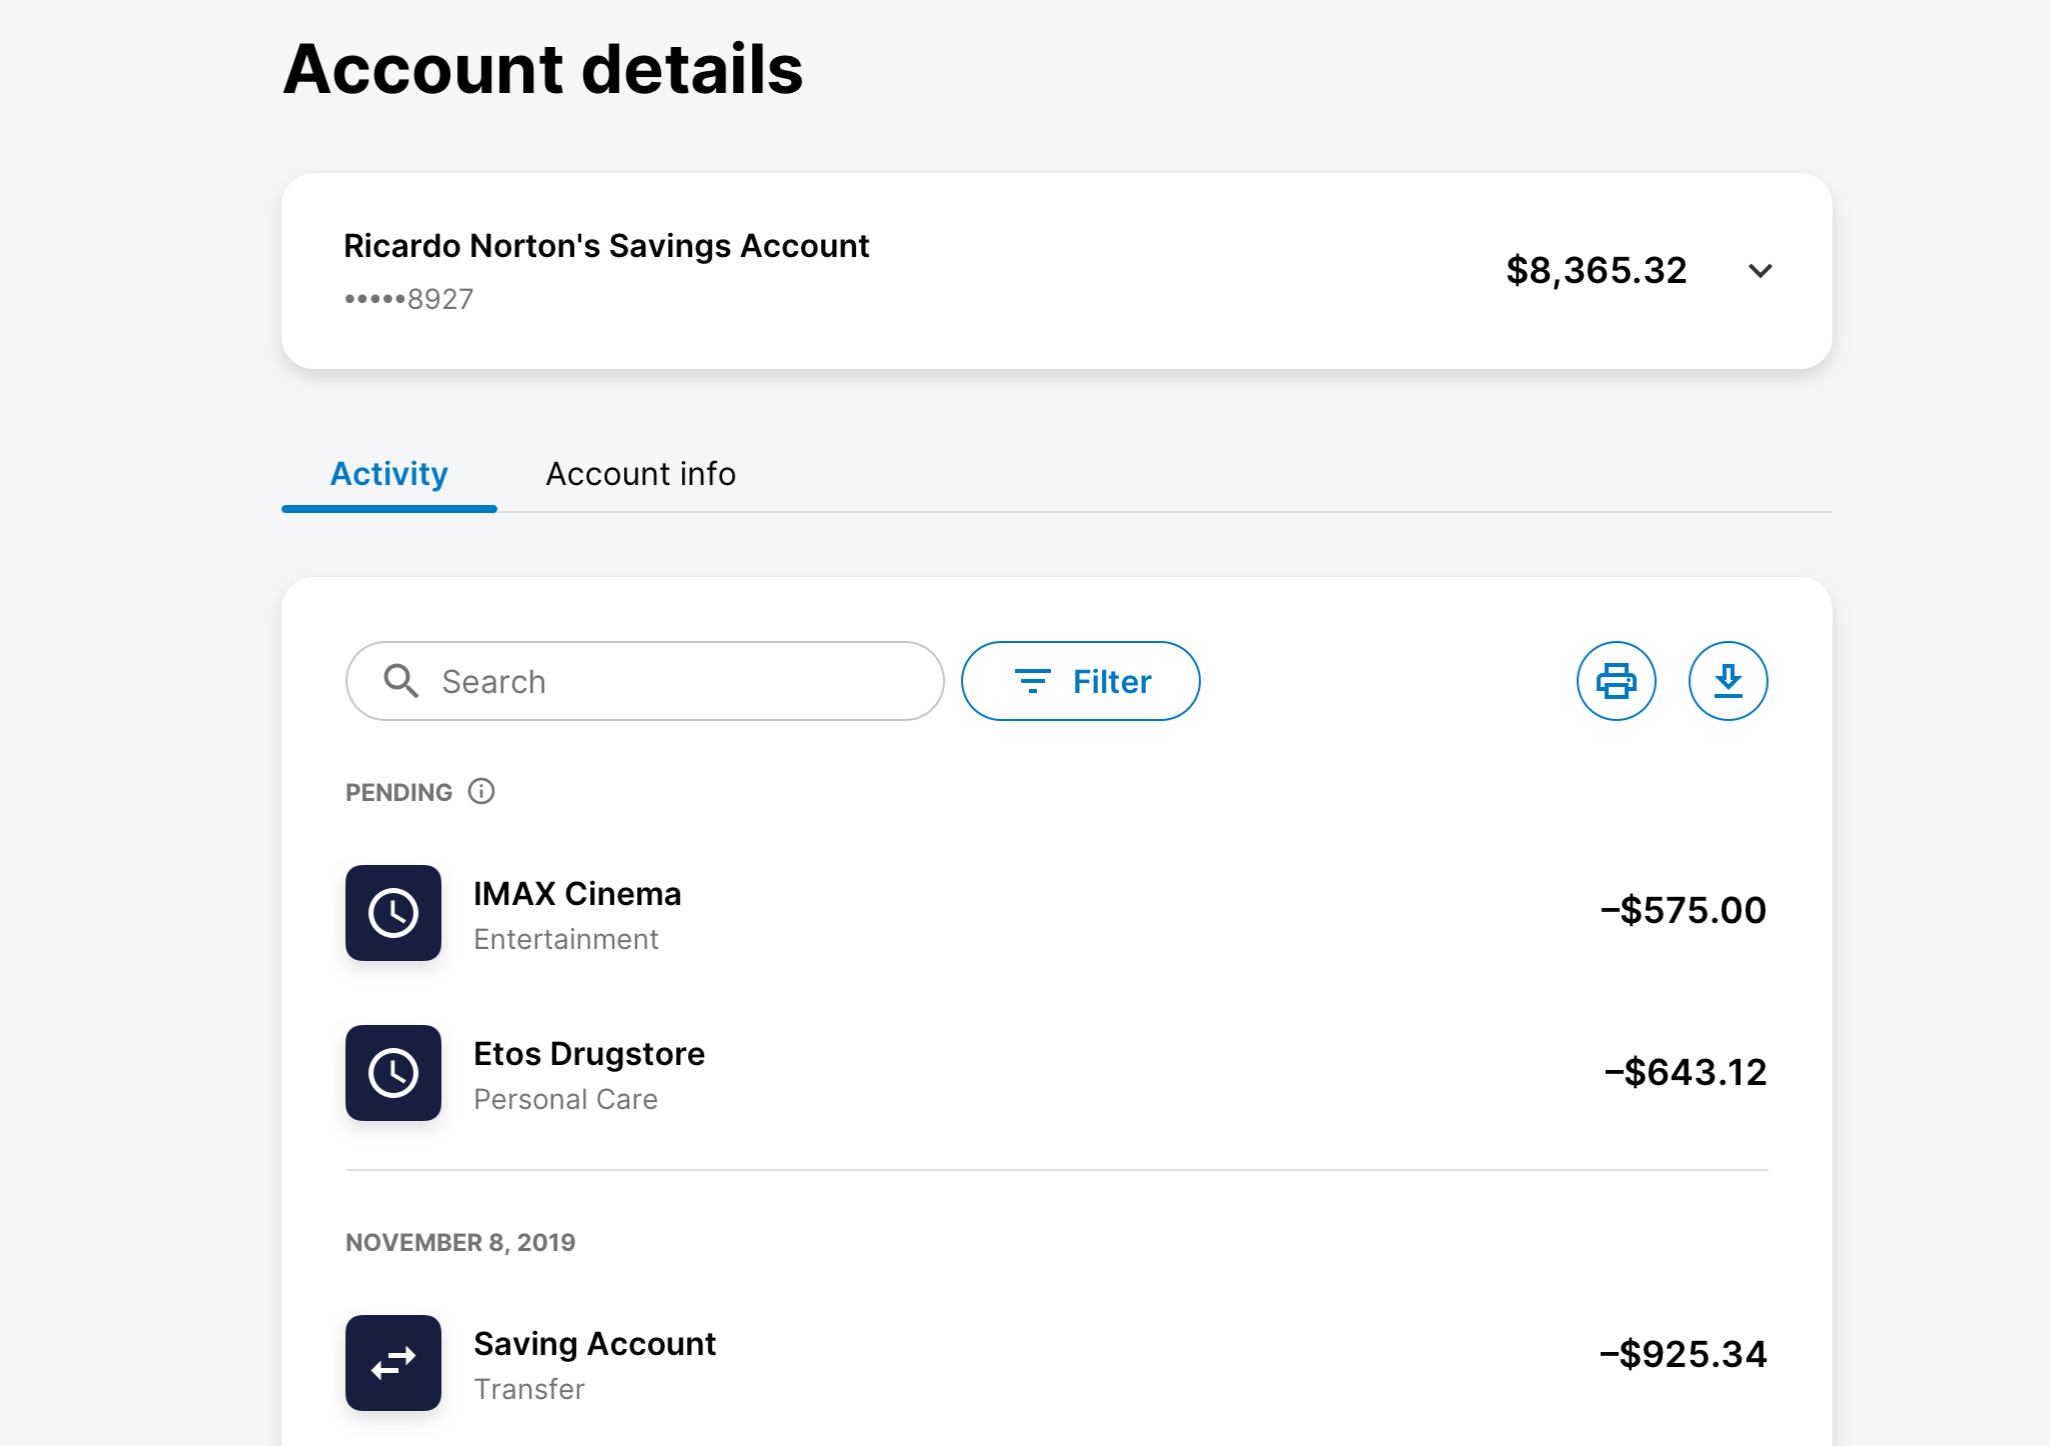 Account details
Ricardo Norton's Savings Account
•••••8927
$8,365.32
Activity
Account info
Search
Filter
PENDING
IMAX Cinema
Entertainment
–$575.00
Etos Drugstore
Personal Care
–$643.12
NOVEMBER 8, 2019
Saving Account
Transfer
–$925.34